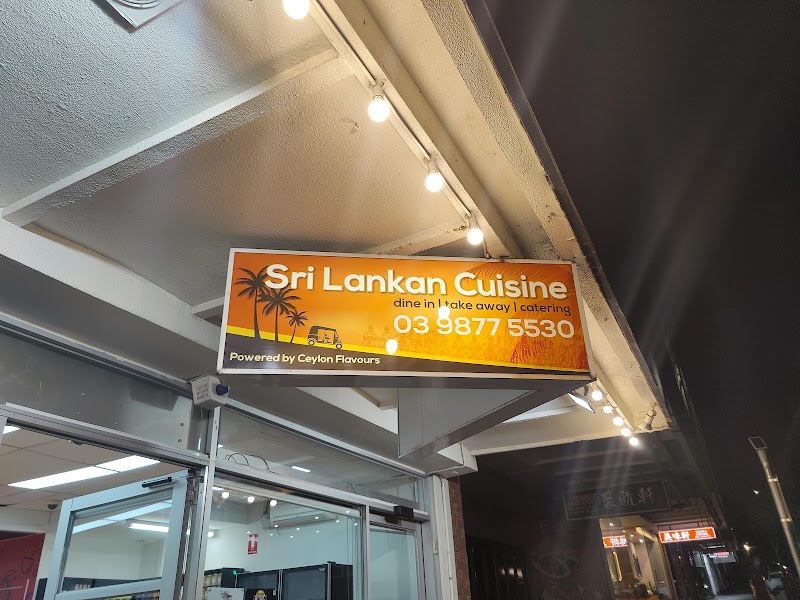 Sri Lankan Cuisine
dine in | take away | catering
03 9877 5530
Powered by Ceylon Flavours